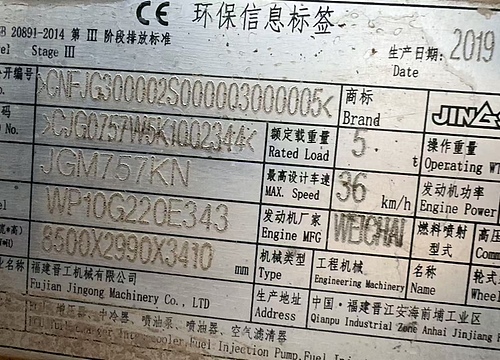 CE 环保信息标签
20891-2014 第 III 阶段排放标准
Stage III
生产日期: 2019
Date
>CNFJG300002S000003000005<
商标
Brand
>CJG0757W5K1002344<
额定载重量
Rated Load
5 t
操作重量
Operating WT
JGM757KN
最高设计车速
MAX. Speed
36 km/h
发动机功率
Engine Power
WP10G220E343
发动机厂家
Engine MFG
WEICHAI
燃料喷射
型式
8500X2990X3410 mm
机械类型
Type
工程机械
Engineering Machinery
名称
Name
轮式
福建晋工机械有限公司
Fujian Jingong Machinery Co., LTD
生产地址
Address
中国·福建晋江安海前埔工业区
Qianpu Industrial Zone Anhai Jinjiang
增压器、中冷器、喷油泵、喷油器、空气滤清器
Fuel Injection Pump,